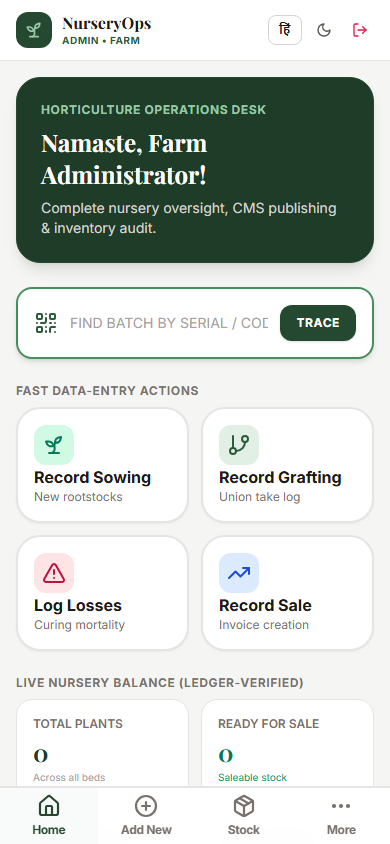 NurseryOps
ADMIN • FARM
हिं
HORTICULTURE OPERATIONS DESK
Namaste, Farm
Administrator!
Complete nursery oversight, CMS publishing
& inventory audit.
FIND BATCH BY SERIAL / COD
TRACE
FAST DATA-ENTRY ACTIONS
Record Sowing
New rootstocks
Record Grafting
Union take log
Log Losses
Curing mortality
Record Sale
Invoice creation
LIVE NURSERY BALANCE (LEDGER-VERIFIED)
TOTAL PLANTS
0
Across all beds
READY FOR SALE
0
Saleable stock
Home
Add New
Stock
More